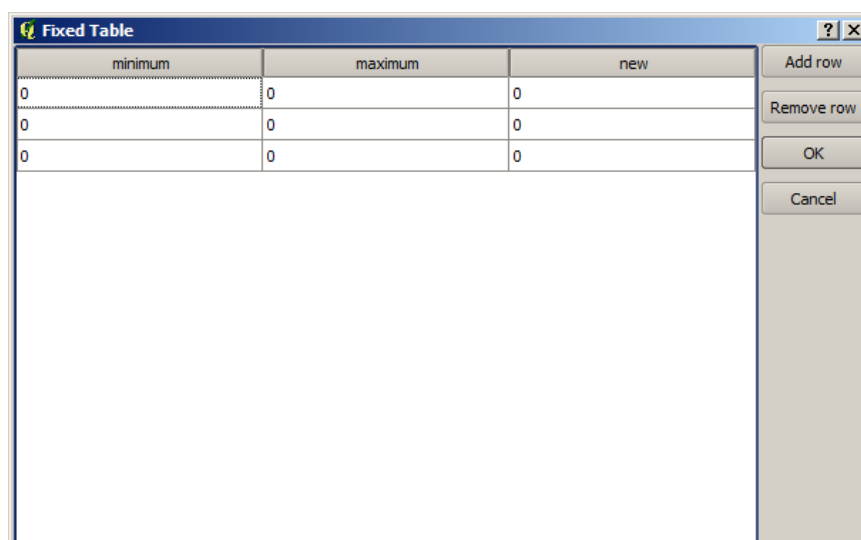 Fixed Table
minimum maximum new Add row
0 0 0
Remove row
0 0 0
0 0 0 OK
Cancel